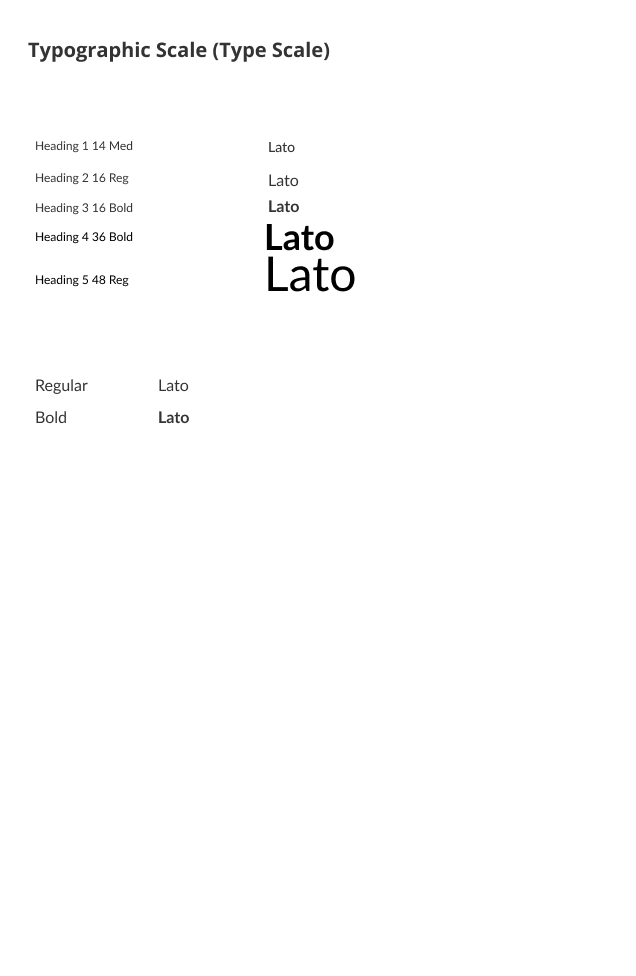 Typographic Scale (Type Scale)
Heading 1 14 Med Lato
Heading 2 16 Reg Lato
Heading 3 16 Bold Lato
Heading 4 36 Bold Lato
Heading 5 48 Reg Lato
Regular Lato
Bold Lato